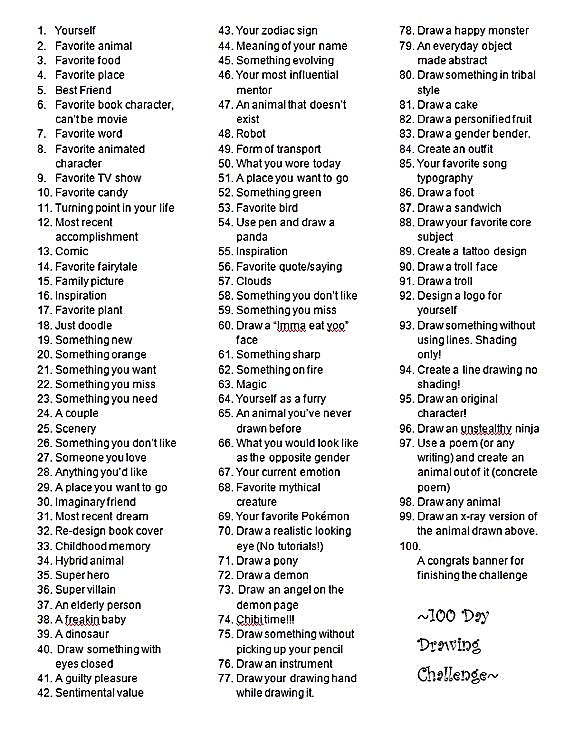 1. Yourself
2. Favorite animal
3. Favorite food
4. Favorite place
5. Best Friend
6. Favorite book character,
can't be movie
7. Favorite word
8. Favorite animated
character
9. Favorite TV show
10. Favorite candy
11. Turning point in your life
12. Most recent
accomplishment
13. Comic
14. Favorite fairytale
15. Family picture
16. Inspiration
17. Favorite plant
18. Just doodle
19. Something new
20. Something orange
21. Something you want
22. Something you miss
23. Something you need
24. A couple
25. Scenery
26. Something you don't like
27. Someone you love
28. Anything you'd like
29. A place you want to go
30. Imaginary friend
31. Most recent dream
32. Re-design book cover
33. Childhood memory
34. Hybrid animal
35. Super hero
36. Super villain
37. An elderly person
38. A freakin baby
39. A dinosaur
40. Draw something with
eyes closed
41. A guilty pleasure
42. Sentimental value
43. Your zodiac sign
44. Meaning of your name
45. Something evolving
46. Your most influential
mentor
47. An animal that doesn't
exist
48. Robot
49. Form of transport
50. What you wore today
51. A place you want to go
52. Something green
53. Favorite bird
54. Use pen and draw a
panda
55. Inspiration
56. Favorite quote/saying
57. Clouds
58. Something you don't like
59. Something you miss
60. Draw a "Imma eat yoo"
face
61. Something sharp
62. Something on fire
63. Magic
64. Yourself as a furry
65. An animal you've never
drawn before
66. What you would look like
as the opposite gender
67. Your current emotion
68. Favorite mythical
creature
69. Your favorite Pokémon
70. Draw a realistic looking
eye (No tutorials!)
71. Draw a pony
72. Draw a demon
73. Draw an angel on the
demon page
74. Chibi time!!!
75. Draw something without
picking up your pencil
76. Draw an instrument
77. Draw your drawing hand
while drawing it.
78. Draw a happy monster
79. An everyday object
made abstract
80. Draw something in tribal
style
81. Draw a cake
82. Draw a personified fruit
83. Draw a gender bender.
84. Create an outfit
85. Your favorite song
typography
86. Draw a foot
87. Draw a sandwich
88. Draw your favorite core
subject
89. Create a tattoo design
90. Draw a troll face
91. Draw a troll
92. Design a logo for
yourself
93. Draw something without
using lines. Shading
only!
94. Create a line drawing no
shading!
95. Draw an original
character!
96. Draw an unstealthy ninja
97. Use a poem (or any
writing) and create an
animal out of it (concrete
poem)
98. Draw any animal
99. Draw an x-ray version of
the animal drawn above.
100.
A congrats banner for
finishing the challenge
~100 Day
Drawing
Challenge~